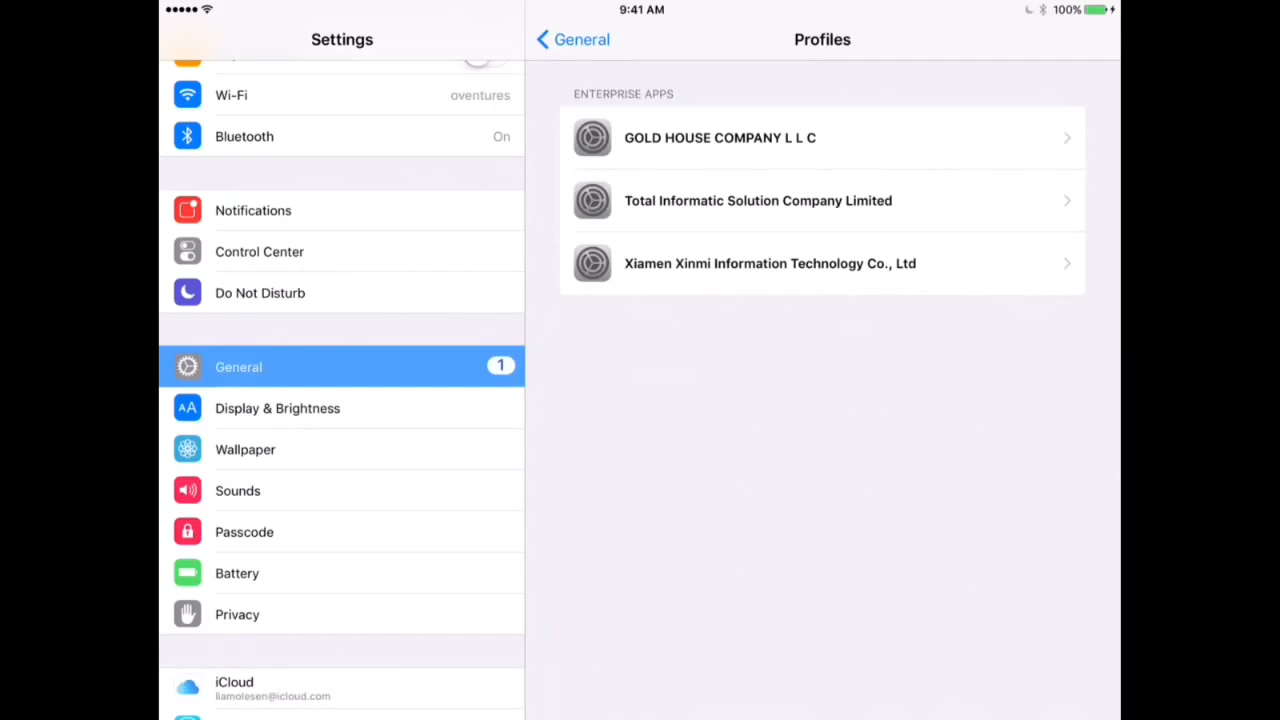 9:41 AM
100%
Settings
General
Profiles
Wi-Fi
oventures
Bluetooth
On
Notifications
Control Center
Do Not Disturb
General
1
AA
Display & Brightness
Wallpaper
Sounds
Passcode
Battery
Privacy
iCloud
liamolesen@icloud.com
ENTERPRISE APPS
GOLD HOUSE COMPANY L L C
Total Informatic Solution Company Limited
Xiamen Xinmi Information Technology Co., Ltd